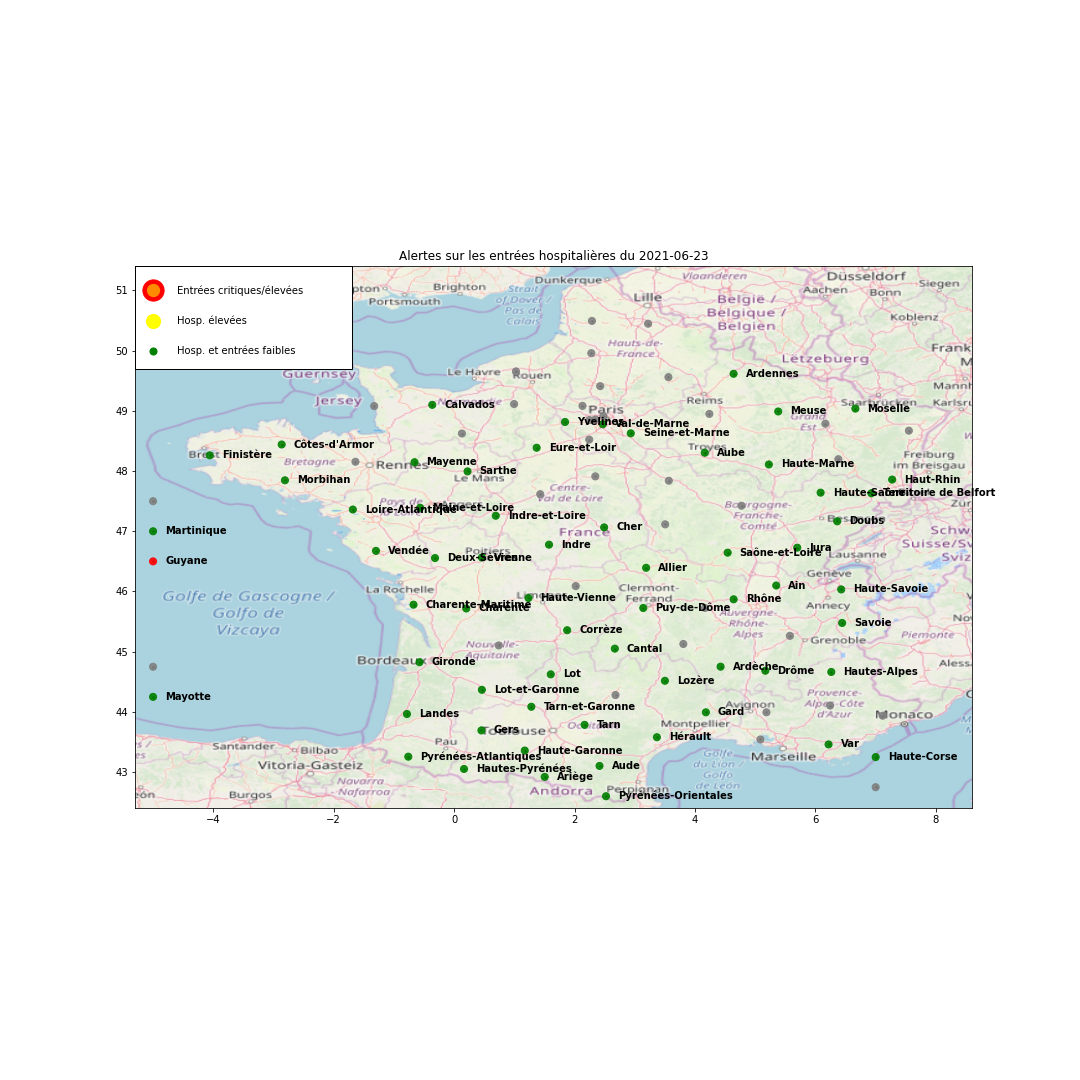 Alertes sur les entrées hospitalières du 2021-06-23
Entrées critiques/élevées
Hosp. élevées
Hosp. et entrées faibles
51
50
49
48
47
46
45
44
43
−4
−2
0
2
4
6
8
Brighton
Portsmouth
Strait of Dover / Pas de Calais
Dunkerque
Vlaanderen
Düsseldorf
Aachen
Bonn
Siegen
Lille
België / Belgique / Belgien
Koblenz
Hauts-de-France
Lëtzebuerg
Guernsey
Jersey
Le Havre
Rouen
Ardennes
Calvados
Paris
Reims
Meuse
Saarbrücken
Moselle
Grand Est
Yvelines
Val-de-Marne
Seine-et-Marne
Côtes-d'Armor
Brest
Finistère
Bretagne
Rennes
Mayenne
Sarthe
Le Mans
Eure-et-Loir
Troyes
Aube
Haute-Marne
Freiburg im Breisgau
Morbihan
Haut-Rhin
Haute-Saône
Territoire de Belfort
Centre-Val de Loire
Pays de la Loire
Angers
Loire-Atlantique
Maine-et-Loire
Indre-et-Loire
Bourgogne-Franche-Comté
Besançon
Doubs
Martinique
Cher
France
Guyane
Vendée
Poitiers
Deux-Sèvres
Vienne
Indre
Saône-et-Loire
Jura
Lausanne
Allier
Genève
La Rochelle
Clermont-Ferrand
Ain
Haute-Savoie
Golfe de Gascogne / Golfo de Vizcaya
Charente-Maritime
Charente
Haute-Vienne
Puy-de-Dôme
Rhône
Annecy
Auvergne-Rhône-Alpes
Corrèze
Savoie
Grenoble
Piemonte
Nouvelle-Aquitaine
Cantal
Bordeaux
Gironde
Lot
Lozère
Ardèche
Drôme
Hautes-Alpes
Mayotte
Lot-et-Garonne
Tarn-et-Garonne
Avignon
Provence-Alpes-Côte d'Azur
Landes
Gard
Monaco
Gers
Toulouse
Tarn
Montpellier
Hérault
Santander
Bilbao
Pau
Haute-Garonne
Marseille
Var
Pyrénées-Atlantiques
Hautes-Pyrénées
Vitoria-Gasteiz
Aude
Golfe du Lion / Golfo de León
Haute-Corse
Ariège
Navarra - Nafarroa
Burgos
Andorra
Perpignan
Pyrénées-Orientales